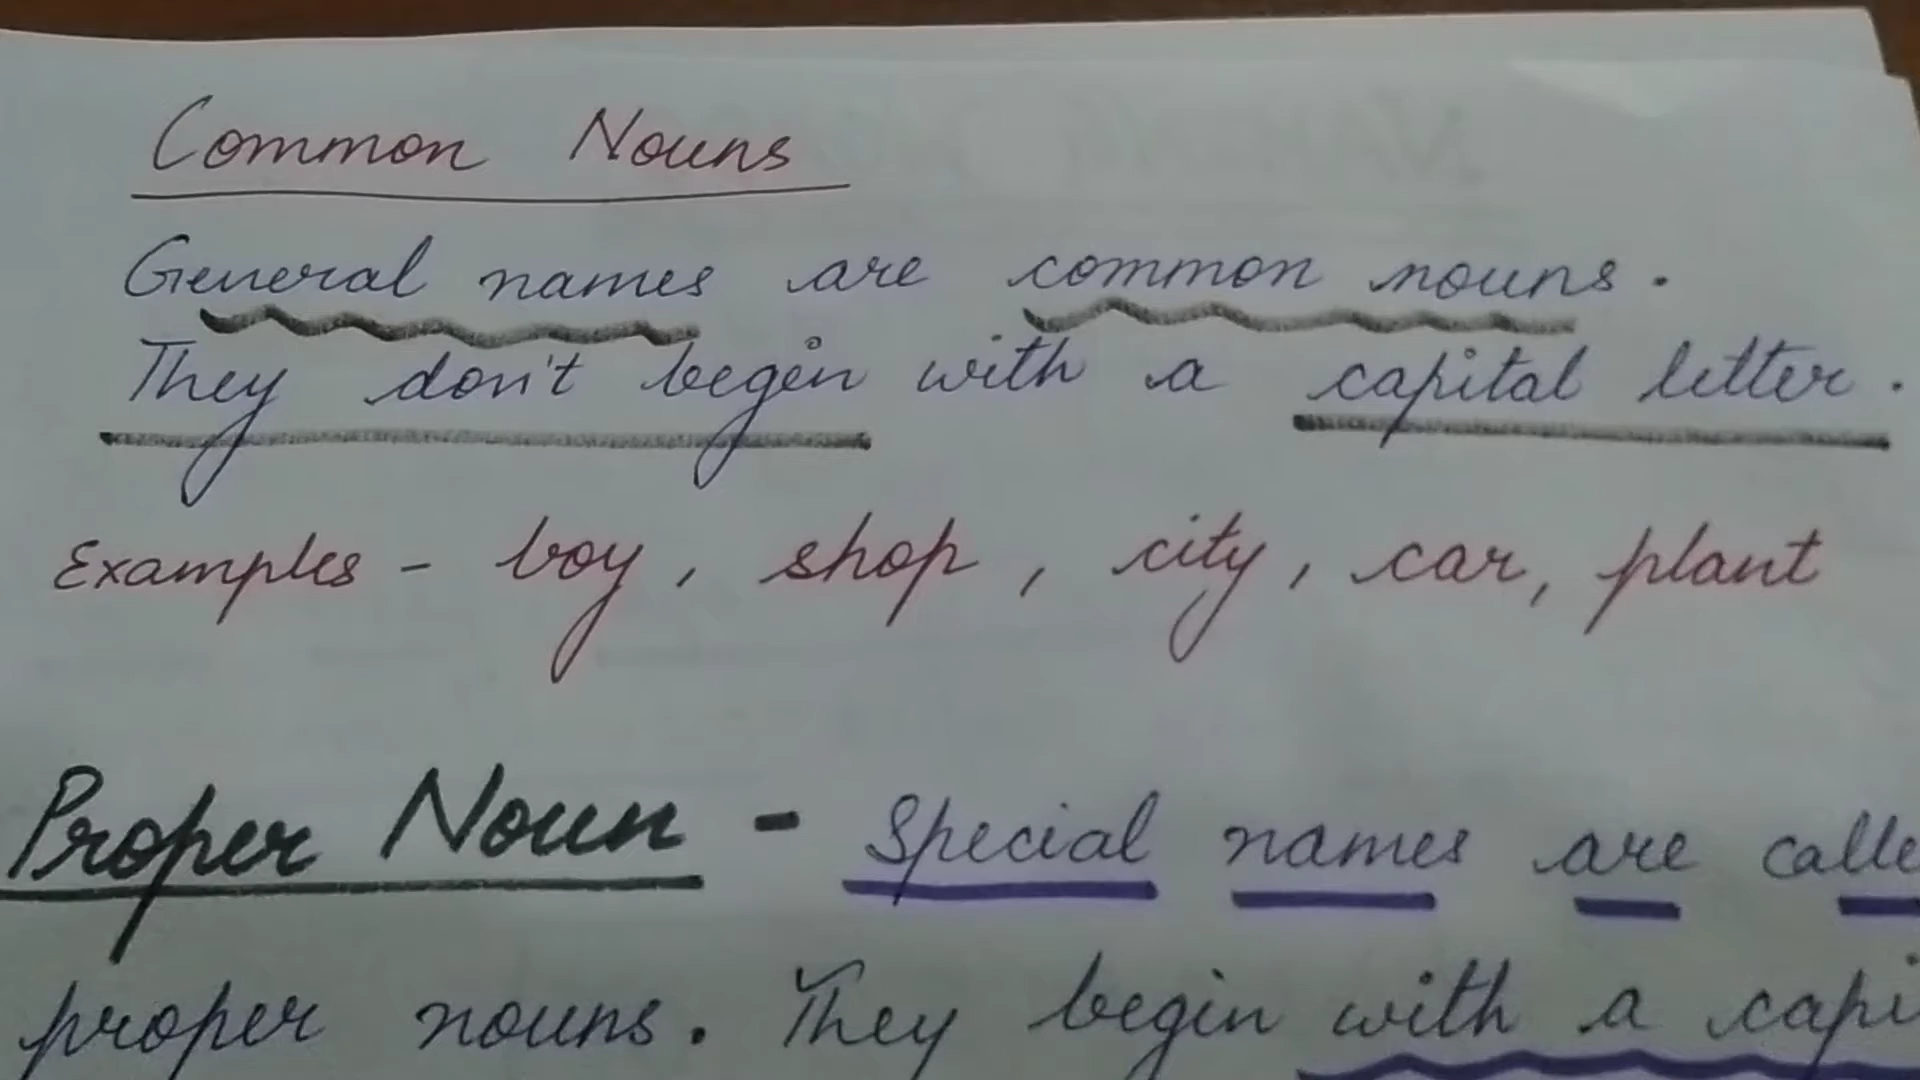 Common Nouns
General names are common nouns.
They don't begin with a capital letter.
Examples - boy, shop, city, car, plant
Proper Noun - Special names are calle
proper nouns. They begin with a capi